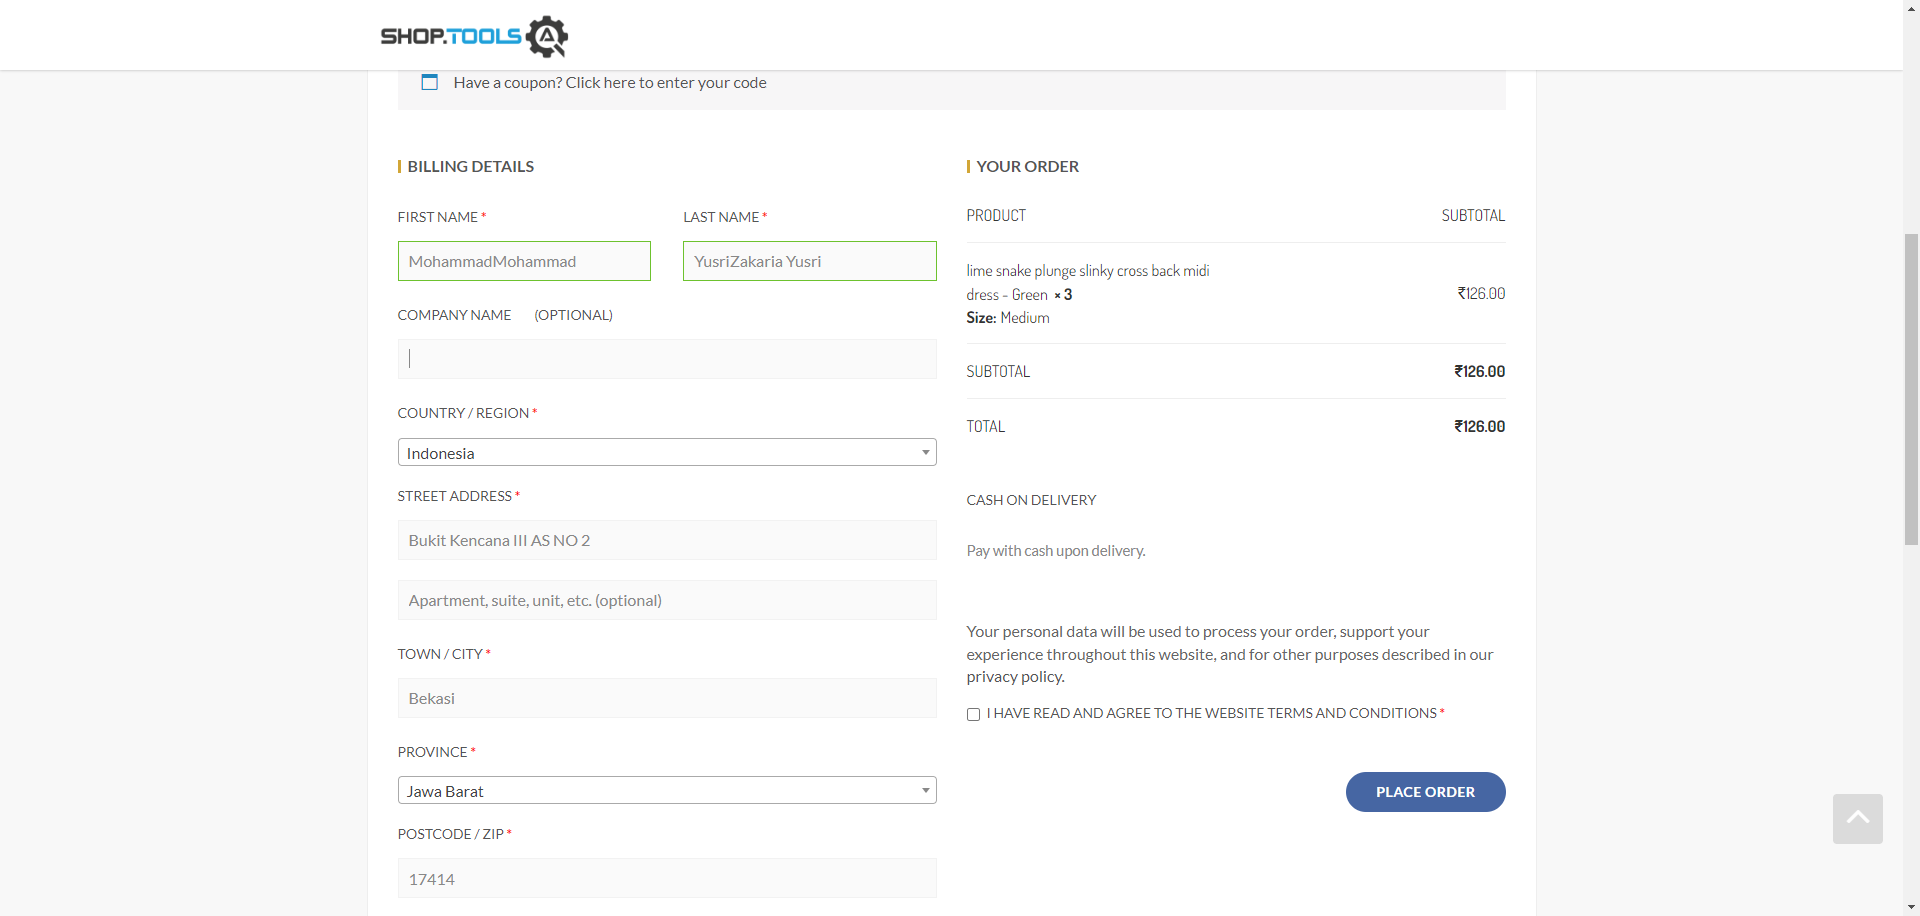 SHOP.TOOLS
Have a coupon? Click here to enter your code
BILLING DETAILS
FIRST NAME *
LAST NAME *
MohammadMohammad
YusriZakaria Yusri
COMPANY NAME (OPTIONAL)
COUNTRY / REGION *
Indonesia
STREET ADDRESS *
Bukit Kencana III AS NO 2
Apartment, suite, unit, etc. (optional)
TOWN / CITY *
Bekasi
PROVINCE *
Jawa Barat
POSTCODE / ZIP *
17414
YOUR ORDER
PRODUCT SUBTOTAL
lime snake plunge slinky cross back midi
dress - Green × 3
₹126.00
Size: Medium
SUBTOTAL ₹126.00
TOTAL ₹126.00
CASH ON DELIVERY
Pay with cash upon delivery.
Your personal data will be used to process your order, support your
experience throughout this website, and for other purposes described in our
privacy policy.
I HAVE READ AND AGREE TO THE WEBSITE TERMS AND CONDITIONS *
PLACE ORDER